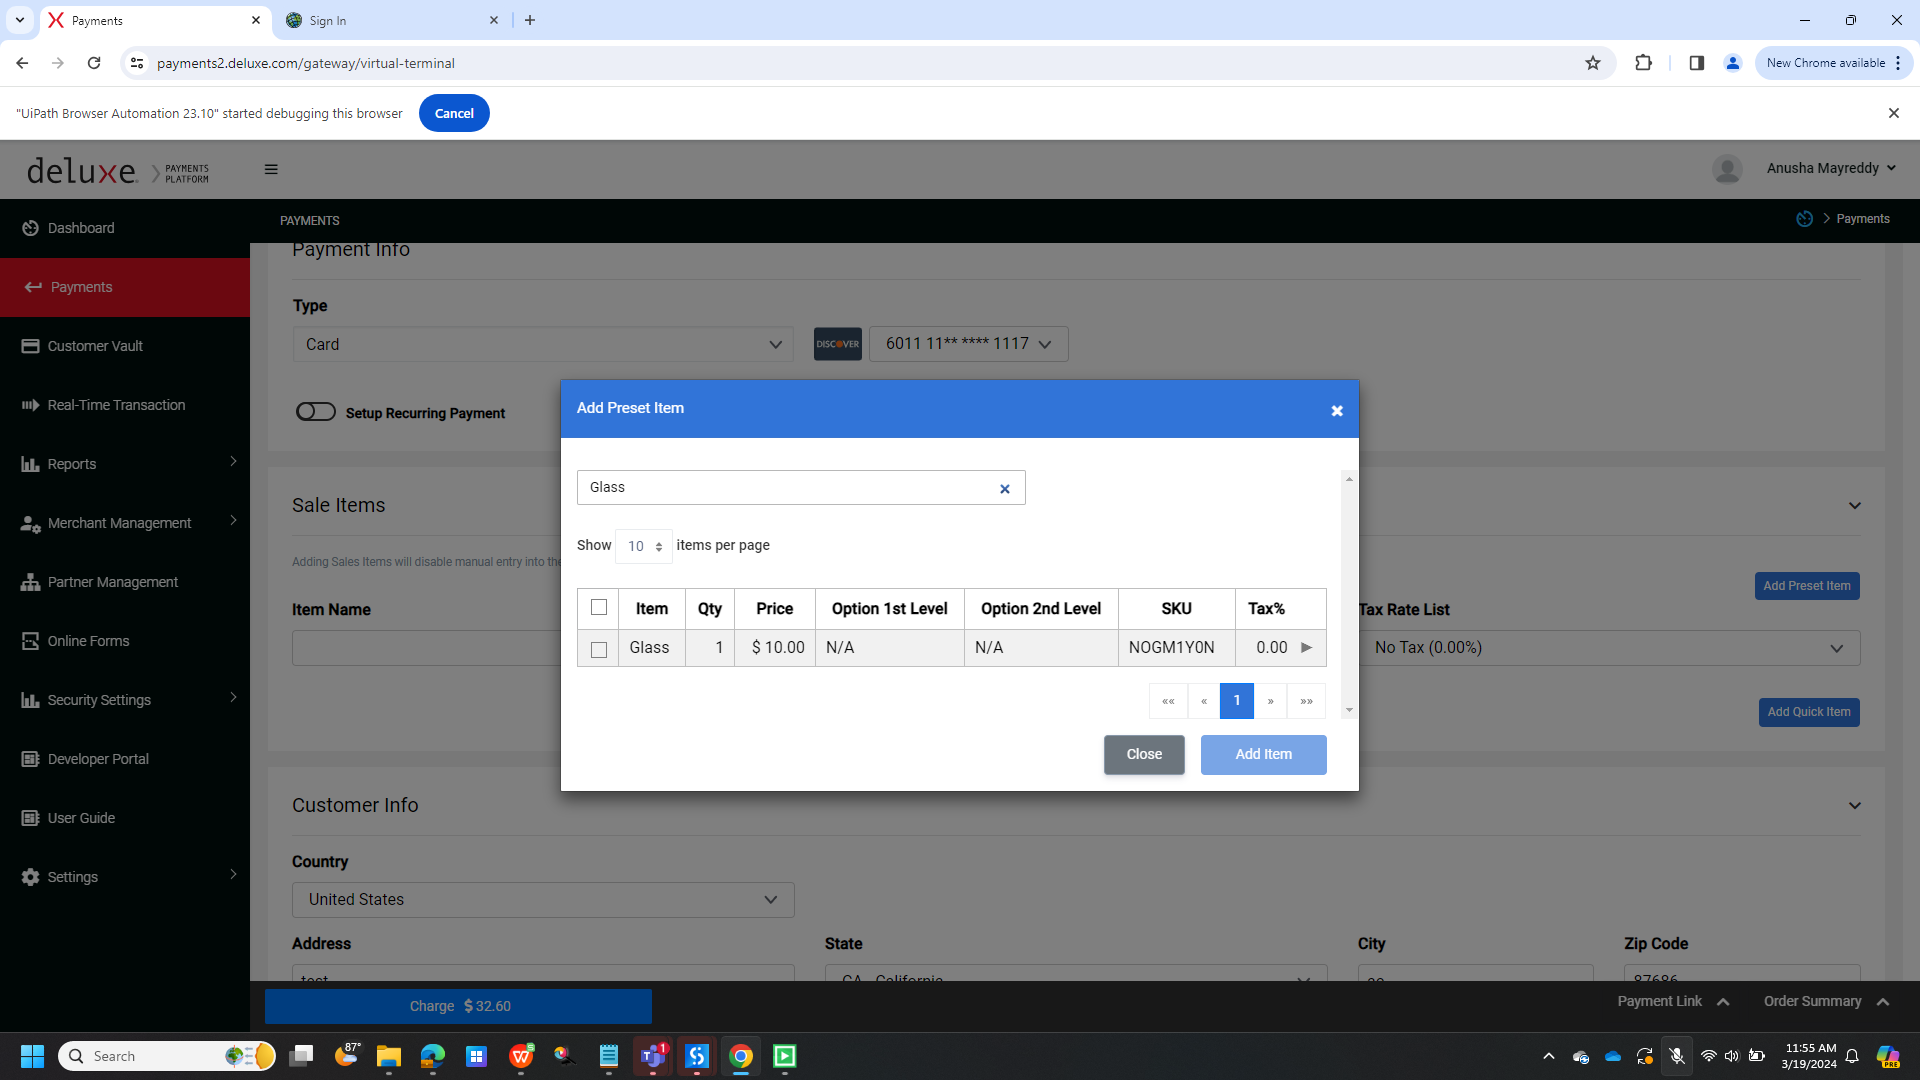 Payments
Sign In
payments2.deluxe.com/gateway/virtual-terminal
New Chrome available
"UiPath Browser Automation 23.10" started debugging this browser
Cancel
deluxe. PAYMENTS PLATFORM
Anusha Mayreddy
Dashboard
PAYMENTS
Payments
Payment Info
Payments
Type
Customer Vault
Card
DISCOVER
6011 11** **** 1117
Real-Time Transaction
Setup Recurring Payment
Add Preset Item
Reports
Glass
Sale Items
Merchant Management
Show 10 items per page
Adding Sales Items will disable manual entry into the
Partner Management
Add Preset Item
Item Name
Item Qty Price Option 1st Level Option 2nd Level SKU Tax%
Tax Rate List
Online Forms
Glass 1 $ 10.00 N/A N/A NOGM1Y0N 0.00
No Tax (0.00%)
Security Settings
«« « 1 » »»
Add Quick Item
Developer Portal
Close
Add Item
Customer Info
User Guide
Country
Settings
United States
Address
State
City
Zip Code
test
CA - California
87686
Charge $ 32.60
Payment Link
Order Summary
Search
87°
1
11:55 AM
3/19/2024
PRE